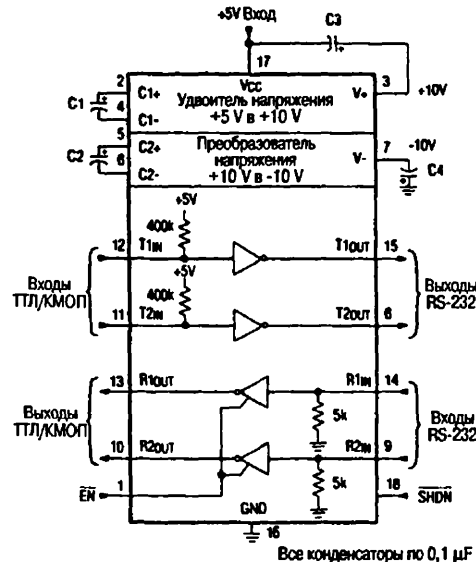 +5V Вход
C3
17
2
C1+
Vcc
V+
3
+10V
C1
4
C1-
Удвоитель напряжения
+5 V в +10 V
5
C2+
Преобразователь
напряжения
+10 V в -10 V
V-
7
-10V
C2
6
C2-
C4
+5V
400k
12
T1IN
T1OUT
15
+5V
400k
Входы
ТТЛ/КМОП
Выходы
RS-232
11
T2IN
T2OUT
6
13
R1OUT
R1IN
14
5k
Выходы
ТТЛ/КМОП
Входы
RS-232
10
R2OUT
R2IN
9
5k
1
EN
18
SHDN
GND
16
Все конденсаторы по 0,1 µF